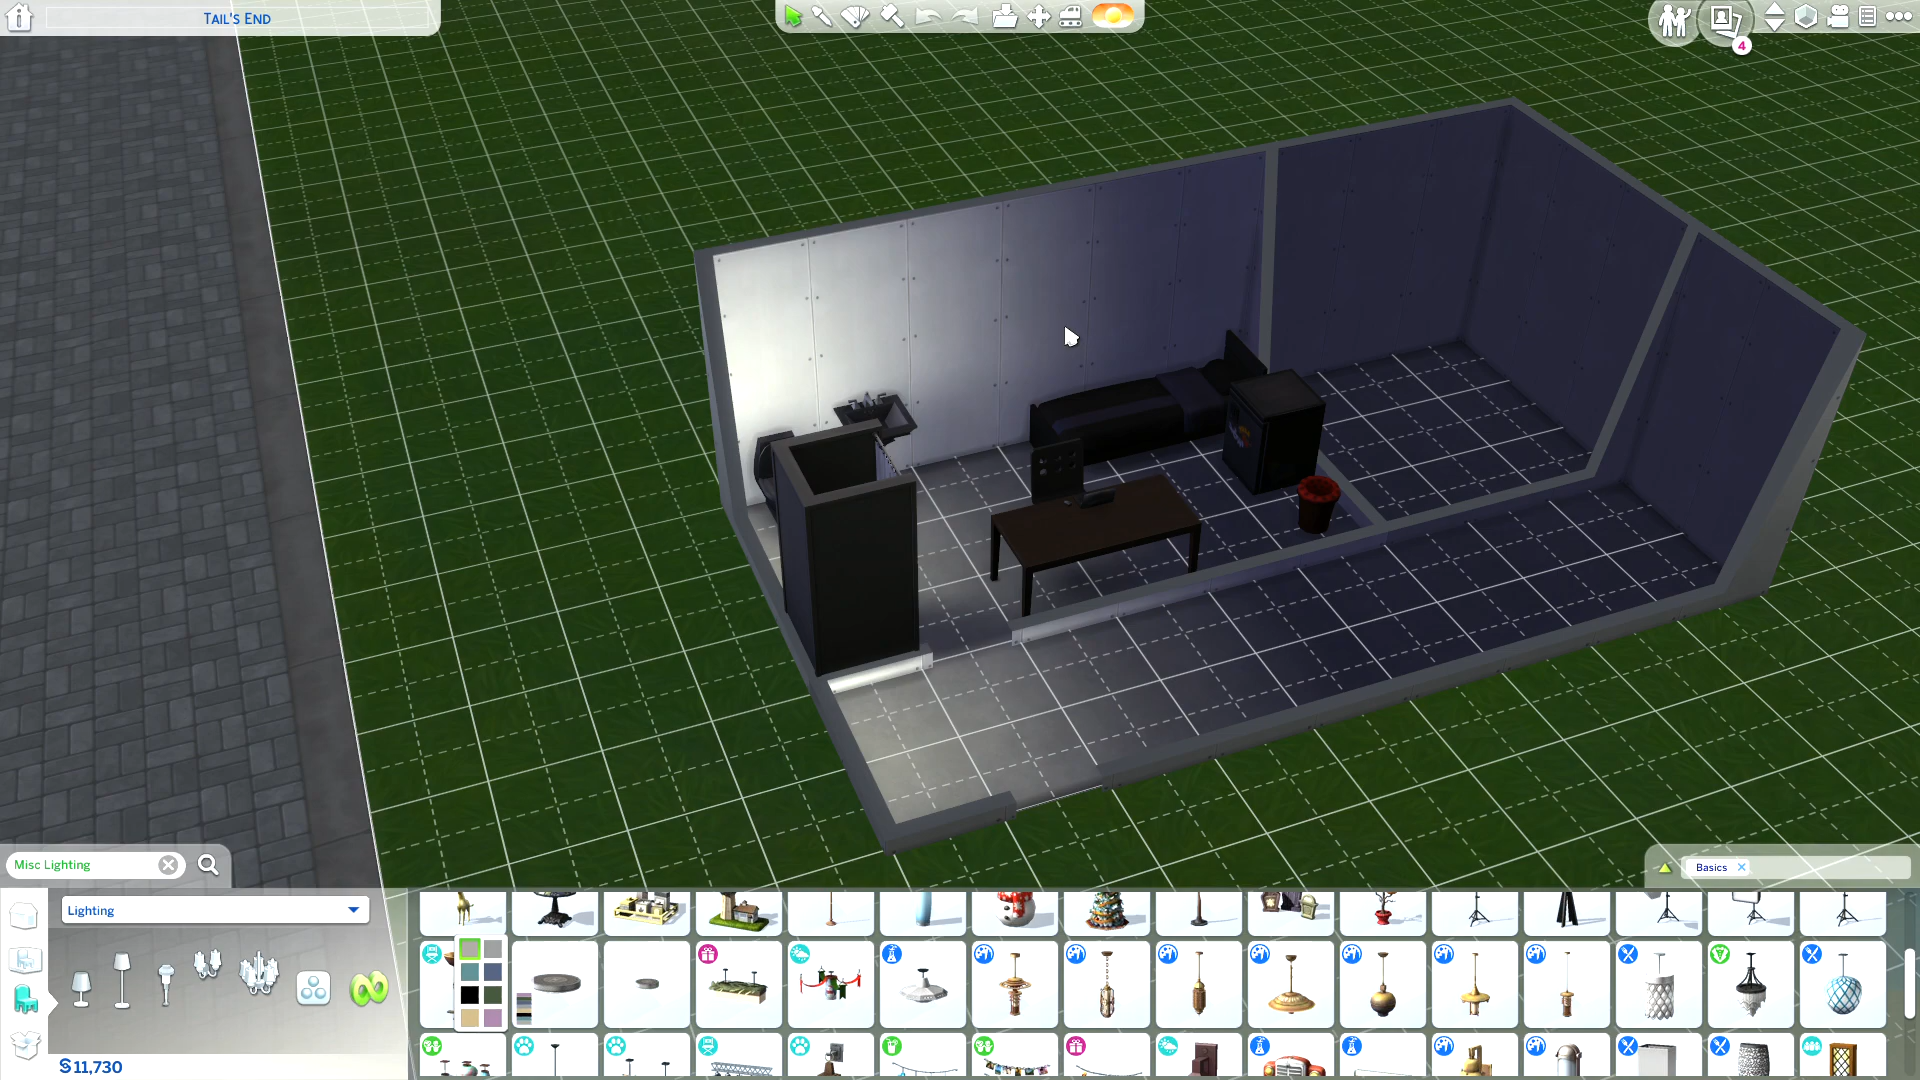 TAIL'S END
4
Misc Lighting
Basics
Lighting
§11,730